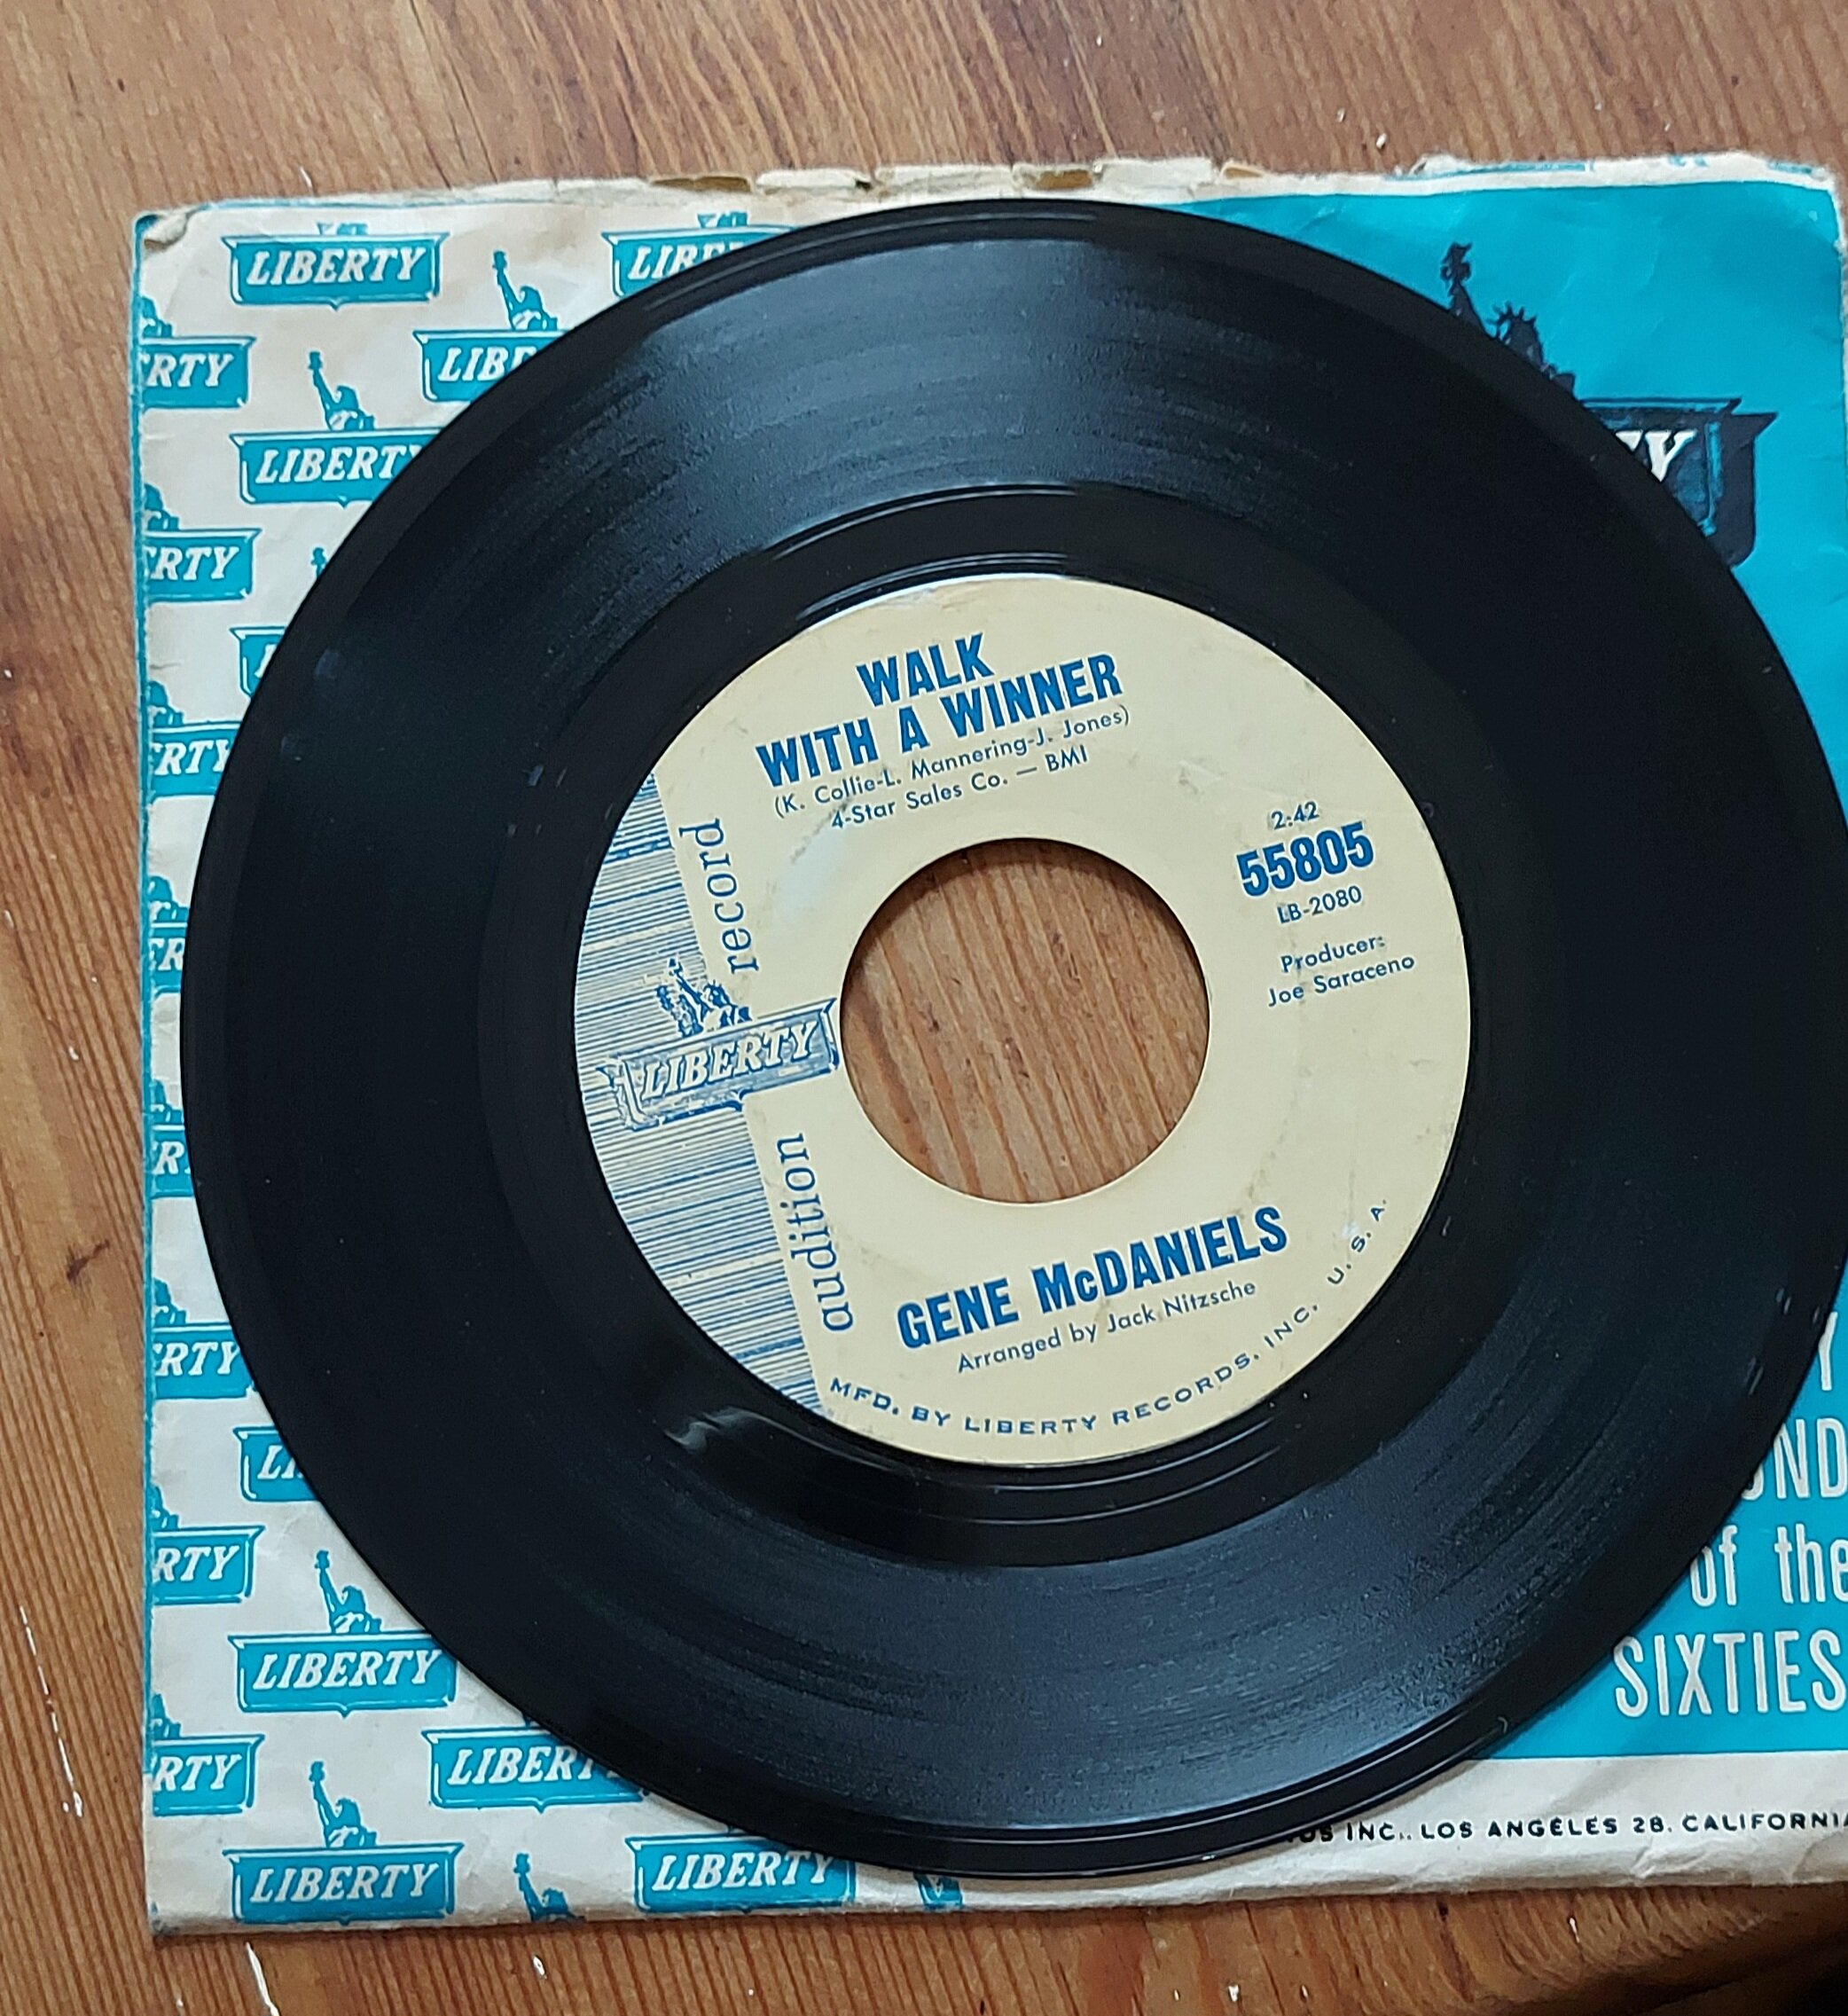 WALK
WITH A WINNER
(K. Collie-L. Mannering-J. Jones)
4-Star Sales Co. — BMI
2:42
55805
LB-2080
Producer:
Joe Saraceno
record
LIBERTY
audition
GENE McDANIELS
Arranged by Jack Nitzsche
MFD. BY LIBERTY RECORDS, INC. U. S. A.
LIBERTY
LIBERTY
LIBERTY
LIBERTY
LIBERTY
of the
SIXTIES
INC., LOS ANGELES 28, CALIFORNIA